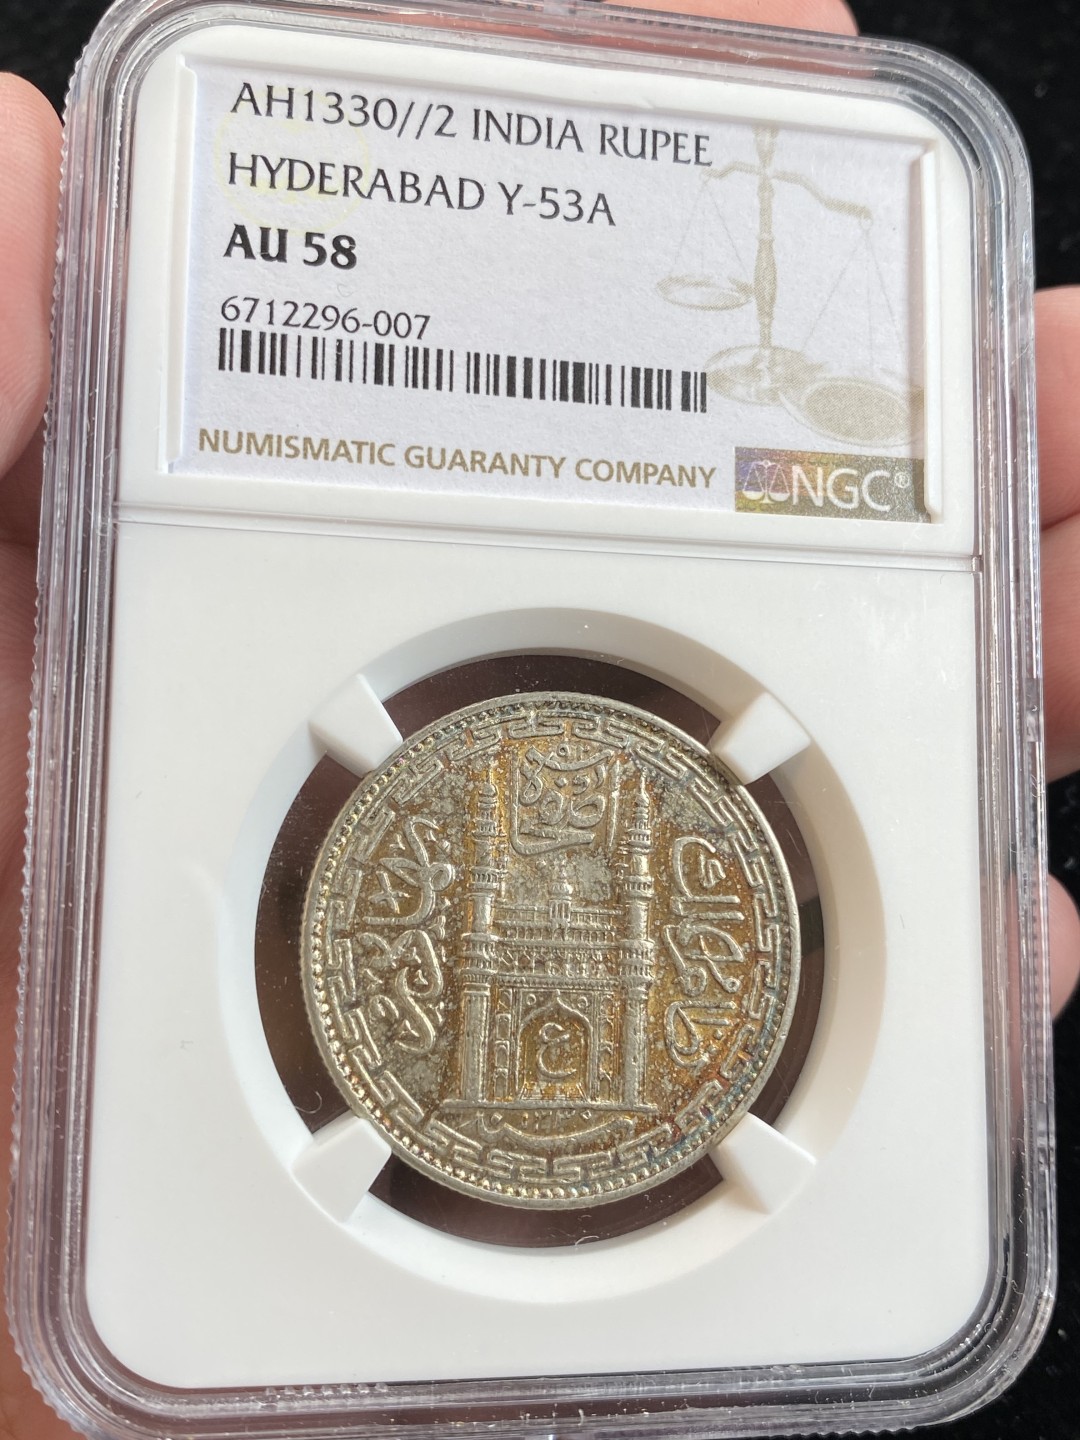 AH1330//2 INDIA RUPEE
HYDERABAD Y-53A
AU 58
6712296-007
NUMISMATIC GUARANTY COMPANY
NGC®
ع